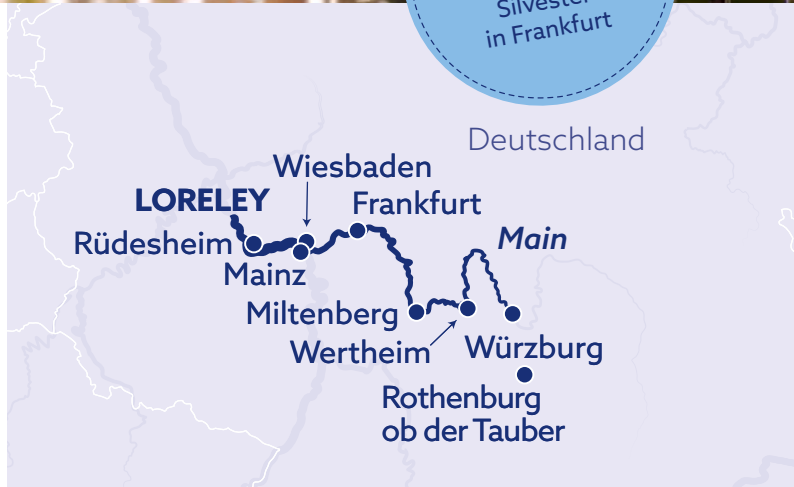 Silvester
in Frankfurt
Deutschland
Wiesbaden
LORELEY
Frankfurt
Rüdesheim
Main
Mainz
Miltenberg
Wertheim
Würzburg
Rothenburg
ob der Tauber